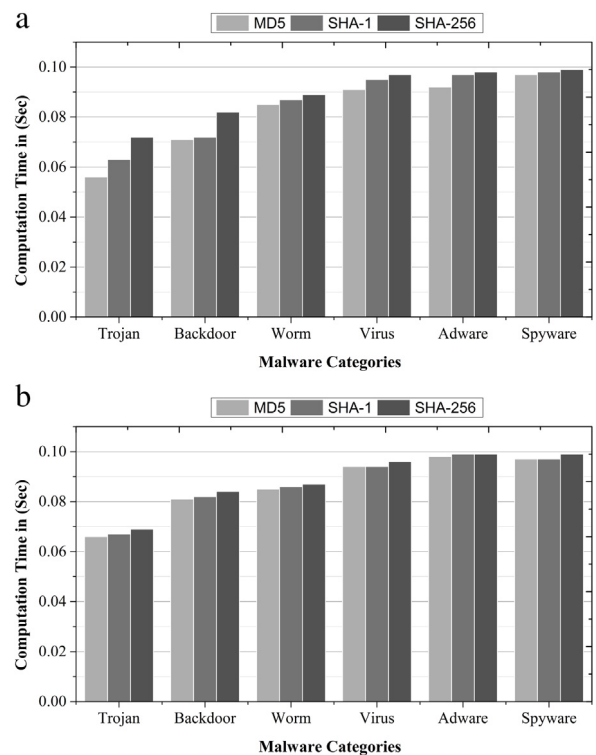 a
MD5 SHA-1 SHA-256
Computation Time in (Sec)
0.10
0.08
0.06
0.04
0.02
0.00
Trojan Backdoor Worm Virus Adware Spyware
Malware Categories
b
MD5 SHA-1 SHA-256
Computation Time in (Sec)
0.10
0.08
0.06
0.04
0.02
0.00
Trojan Backdoor Worm Virus Adware Spyware
Malware Categories